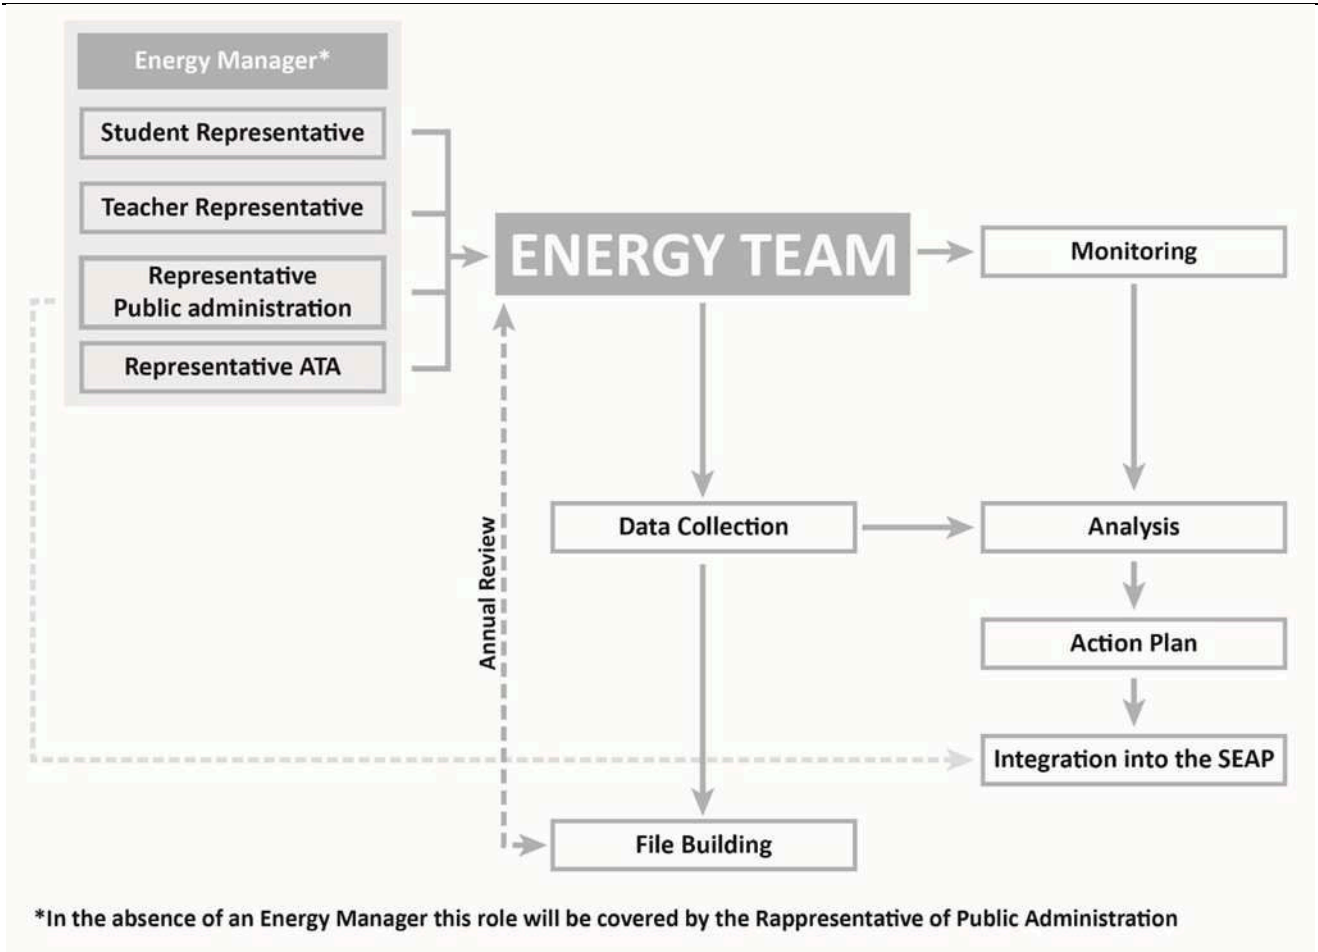 Energy Manager*
Student Representative
Teacher Representative
Representative
Public administration
Representative ATA
ENERGY TEAM
Monitoring
Data Collection
Analysis
Annual Review
Action Plan
Integration into the SEAP
File Building
*In the absence of an Energy Manager this role will be covered by the Rappresentative of Public Administration